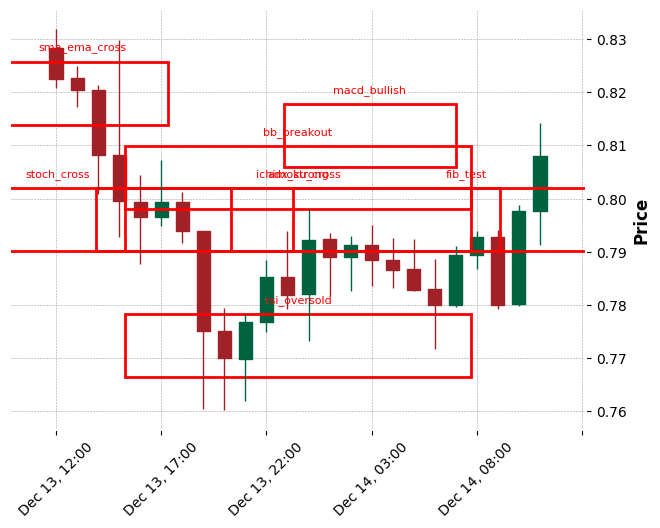 sma_ema_cross
macd_bullish
bb_breakout
stoch_cross
adx_strong
fib_test
rsi_oversold
0.83
0.82
0.81
0.80
0.79
0.78
0.77
0.76
Price
Dec 13, 12:00
Dec 13, 17:00
Dec 13, 22:00
Dec 14, 03:00
Dec 14, 08:00